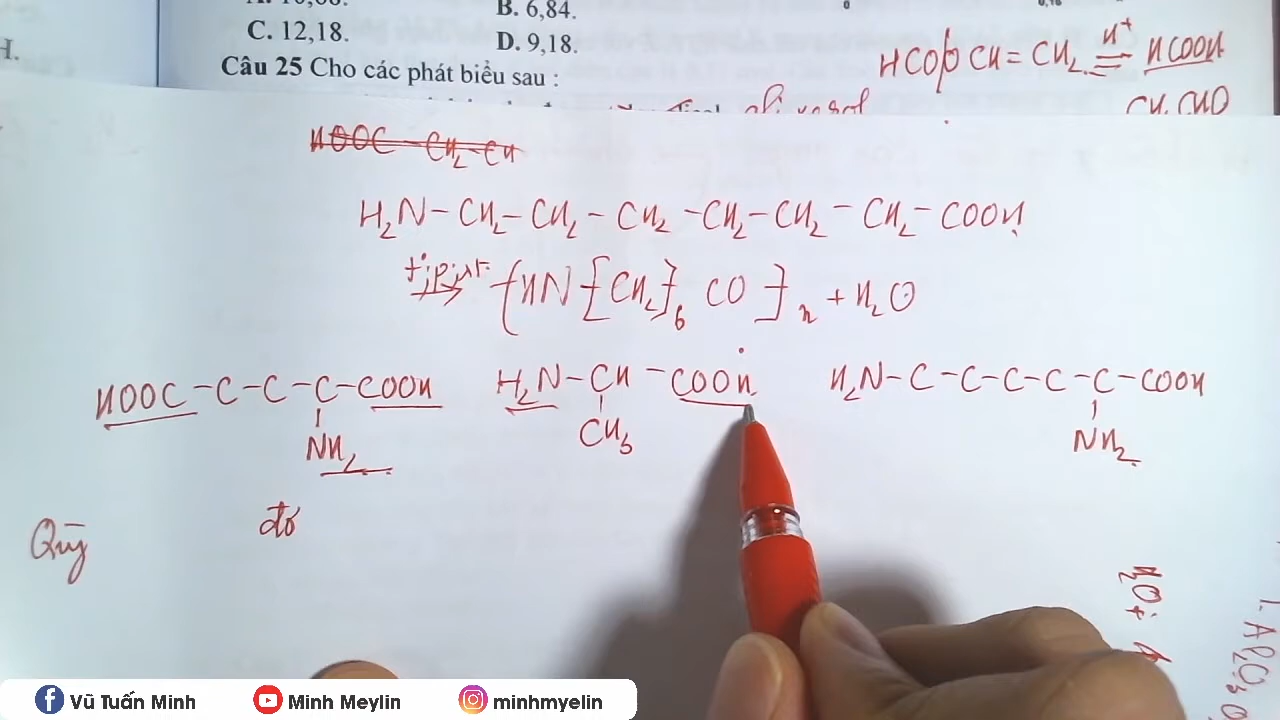 B. 6,84.
C. 12,18.
D. 9,18.
H.
Câu 25 Cho các phát biểu sau :
HCOO CH = CH2 H+ HCOOH
CH3CHO
HOOC – CH2 – CH
H2N – CH2 – CH2 – CH2 – CH2 – CH2 – CH2 – COOH
{HN–[CH2]6 CO}n + H2O
HOOC – C – C – C – COOH
NH2
H2N – CH – COOH
CH3
H2N – C – C – C – C – C – COOH
NH2
Quỳ
đỏ
Vũ Tuấn Minh
Minh Meylin
minhmyelin